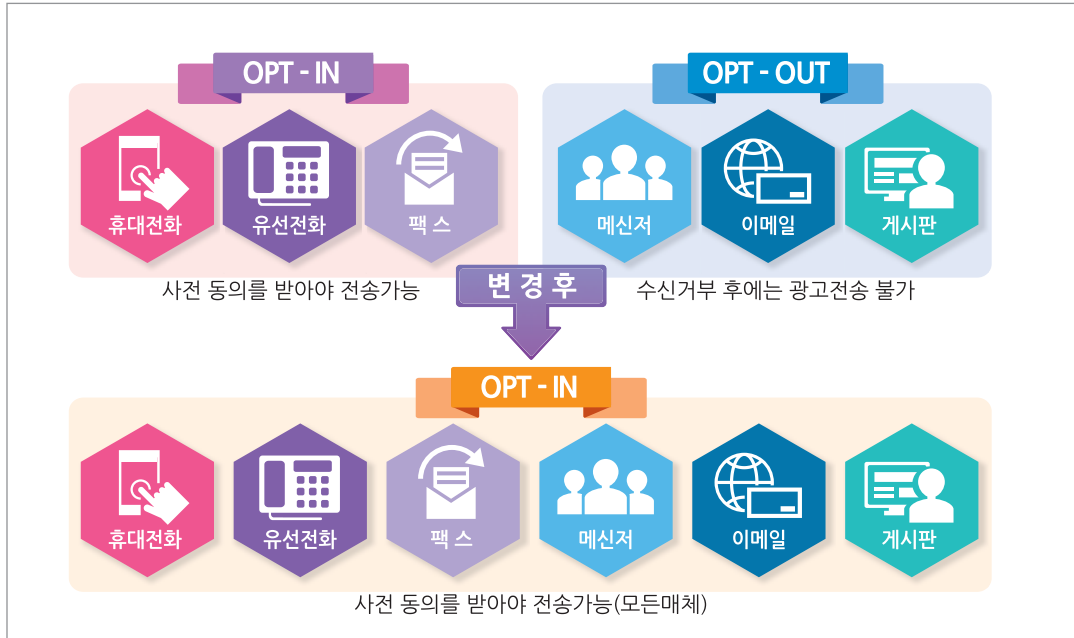 OPT - IN
휴대전화
유선전화
팩 스
사전 동의를 받아야 전송가능
OPT - OUT
메신저
이메일
게시판
수신거부 후에는 광고전송 불가
변 경 후
OPT - IN
휴대전화
유선전화
팩 스
메신저
이메일
게시판
사전 동의를 받아야 전송가능(모든매체)